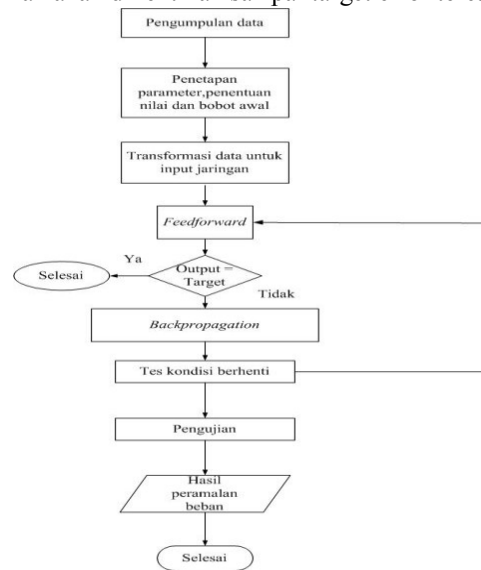 Pengumpulan data
Penetapan
parameter,penentuan
nilai dan bobot awal
Transformasi data untuk
input jaringan
Feedforward
Ya
Selesai
Output =
Target
Tidak
Backpropagation
Tes kondisi berhenti
Pengujian
Hasil
peramalan
beban
Selesai